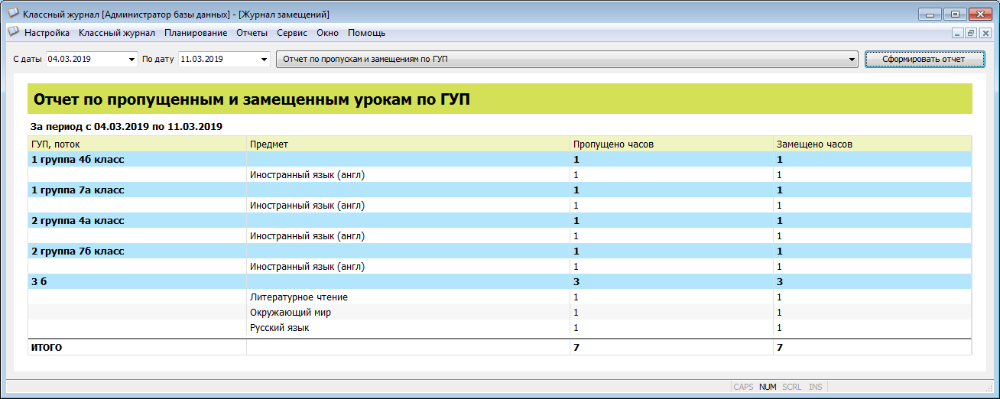 Классный журнал [Администратор базы данных] - [Журнал замещений]
Настройка Классный журнал Планирование Отчеты Сервис Окно Помощь
С даты 04.03.2019 По дату 11.03.2019 Отчет по пропускам и замещениям по ГУП Сформировать отчет
Отчет по пропущенным и замещенным урокам по ГУП
За период с 04.03.2019 по 11.03.2019
ГУП, поток Предмет Пропущено часов Замещено часов
1 группа 4б класс 1 1
Иностранный язык (англ) 1 1
1 группа 7а класс 1 1
Иностранный язык (англ) 1 1
2 группа 4а класс 1 1
Иностранный язык (англ) 1 1
2 группа 7б класс 1 1
Иностранный язык (англ) 1 1
3 б 3 3
Литературное чтение 1 1
Окружающий мир 1 1
Русский язык 1 1
ИТОГО 7 7
CAPS NUM SCRL INS